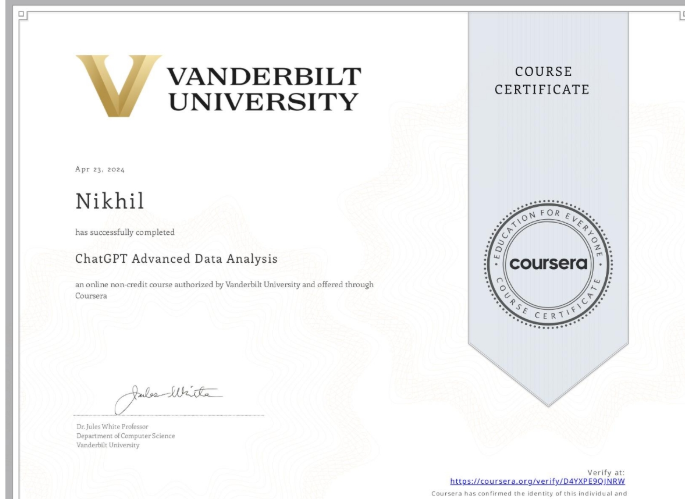 VANDERBILT
UNIVERSITY
COURSE
CERTIFICATE
Apr 23, 2024
Nikhil
has successfully completed
ChatGPT Advanced Data Analysis
an online non-credit course authorized by Vanderbilt University and offered through
Coursera
EDUCATION FOR EVERYONE
coursera
COURSE CERTIFICATE
Jules White
Dr. Jules White Professor
Department of Computer Science
Vanderbilt University
Verify at:
https://coursera.org/verify/D4YXPE9QJNRW
Coursera has confirmed the identity of this individual and